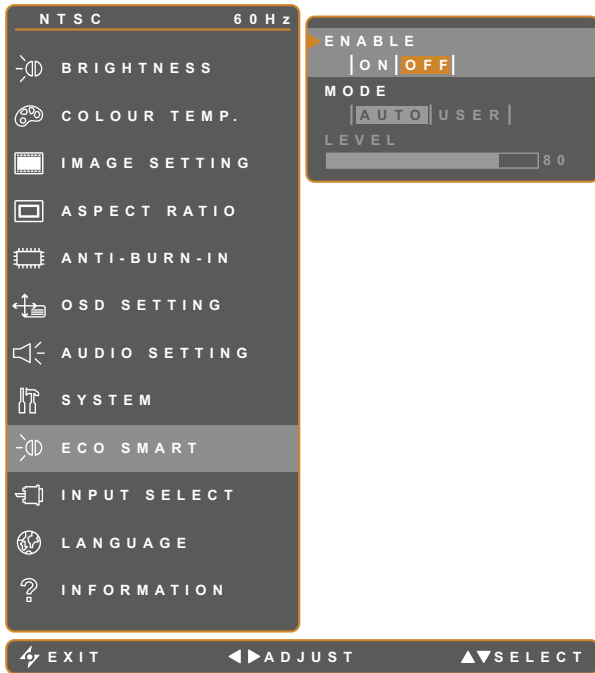 NTSC 60Hz
BRIGHTNESS
COLOUR TEMP.
IMAGE SETTING
ASPECT RATIO
ANTI-BURN-IN
OSD SETTING
AUDIO SETTING
SYSTEM
ECO SMART
INPUT SELECT
LANGUAGE
INFORMATION
ENABLE
ON OFF
MODE
AUTO USER
LEVEL
80
EXIT ADJUST SELECT